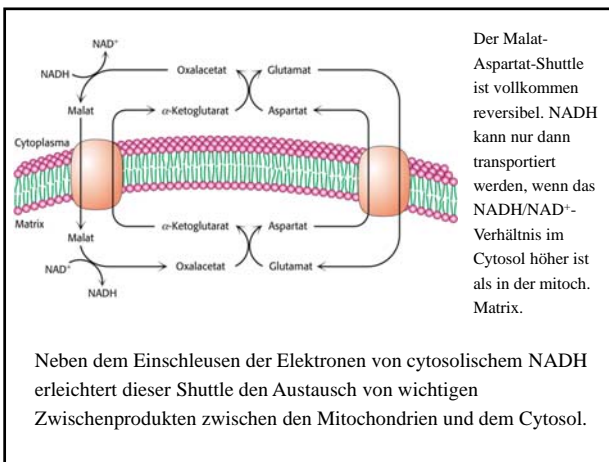 NAD⁺
NADH
Oxalacetat
Glutamat
Malat
α-Ketoglutarat
Aspartat
Cytoplasma
Matrix
α-Ketoglutarat
Aspartat
Malat
NAD⁺
Oxalacetat
Glutamat
NADH
Der Malat-
Aspartat-Shuttle
ist vollkommen
reversibel. NADH
kann nur dann
transportiert
werden, wenn das
NADH/NAD⁺-
Verhältnis im
Cytosol höher ist
als in der mitoch.
Matrix.
Neben dem Einschleusen der Elektronen von cytosolischem NADH
erleichtert dieser Shuttle den Austausch von wichtigen
Zwischenprodukten zwischen den Mitochondrien und dem Cytosol.